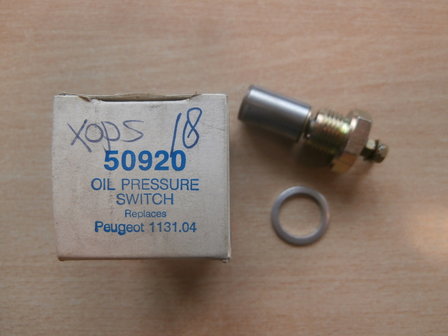 XOPS 18
50920
OIL PRESSURE
SWITCH
Replaces
Peugeot 1131.04